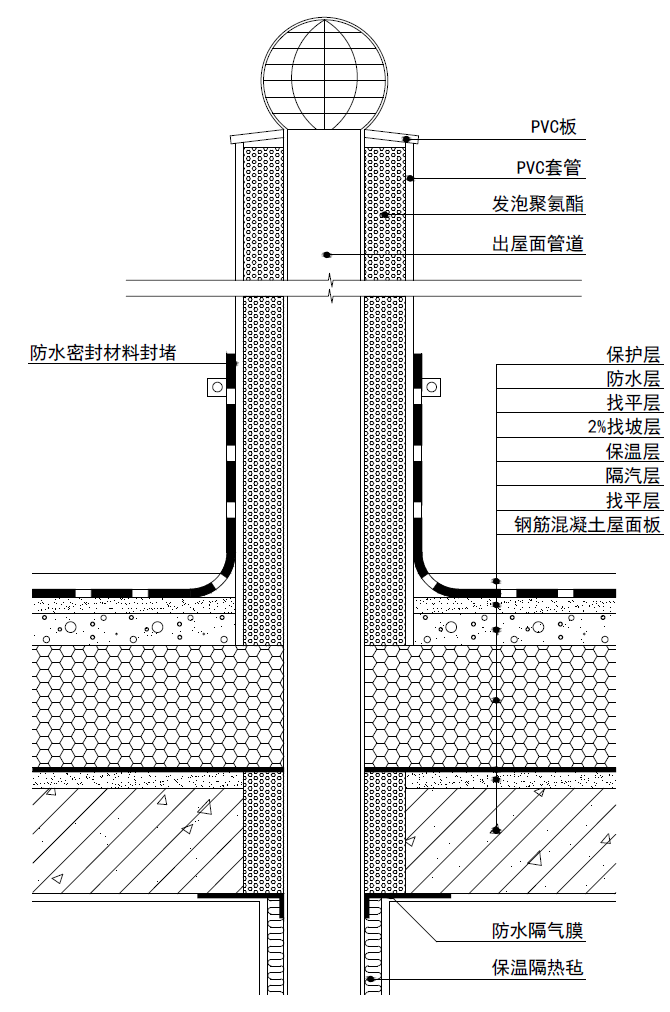 PVC板
PVC套管
发泡聚氨酯
出屋面管道
防水密封材料封堵
保护层
防水层
找平层
2%找坡层
保温层
隔汽层
找平层
钢筋混凝土屋面板
防水隔气膜
保温隔热毡